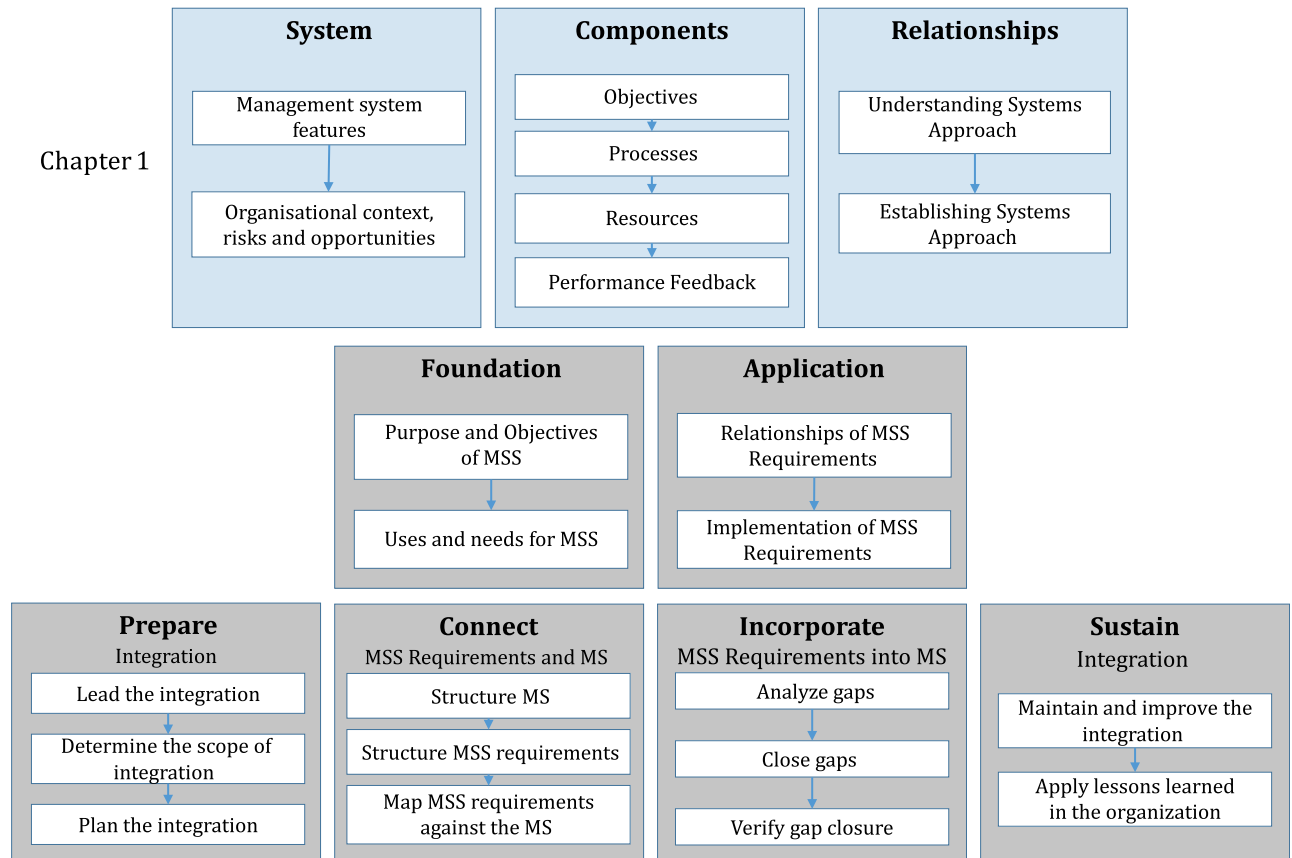 System
Management system
features
Organisational context,
risks and opportunities
Components
Objectives
Processes
Resources
Performance Feedback
Relationships
Understanding Systems
Approach
Establishing Systems
Approach
Chapter 1
Foundation
Purpose and Objectives
of MSS
Uses and needs for MSS
Application
Relationships of MSS
Requirements
Implementation of MSS
Requirements
Prepare
Integration
Lead the integration
Determine the scope of
integration
Plan the integration
Connect
MSS Requirements and MS
Structure MS
Structure MSS requirements
Map MSS requirements
against the MS
Incorporate
MSS Requirements into MS
Analyze gaps
Close gaps
Verify gap closure
Sustain
Integration
Maintain and improve the
integration
Apply lessons learned
in the organization